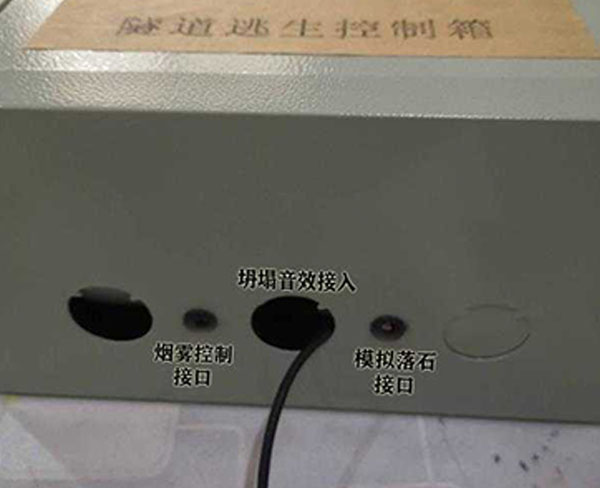 隧道逃生控制箱
坍塌音效接入
烟雾控制
接口
模拟落石
接口